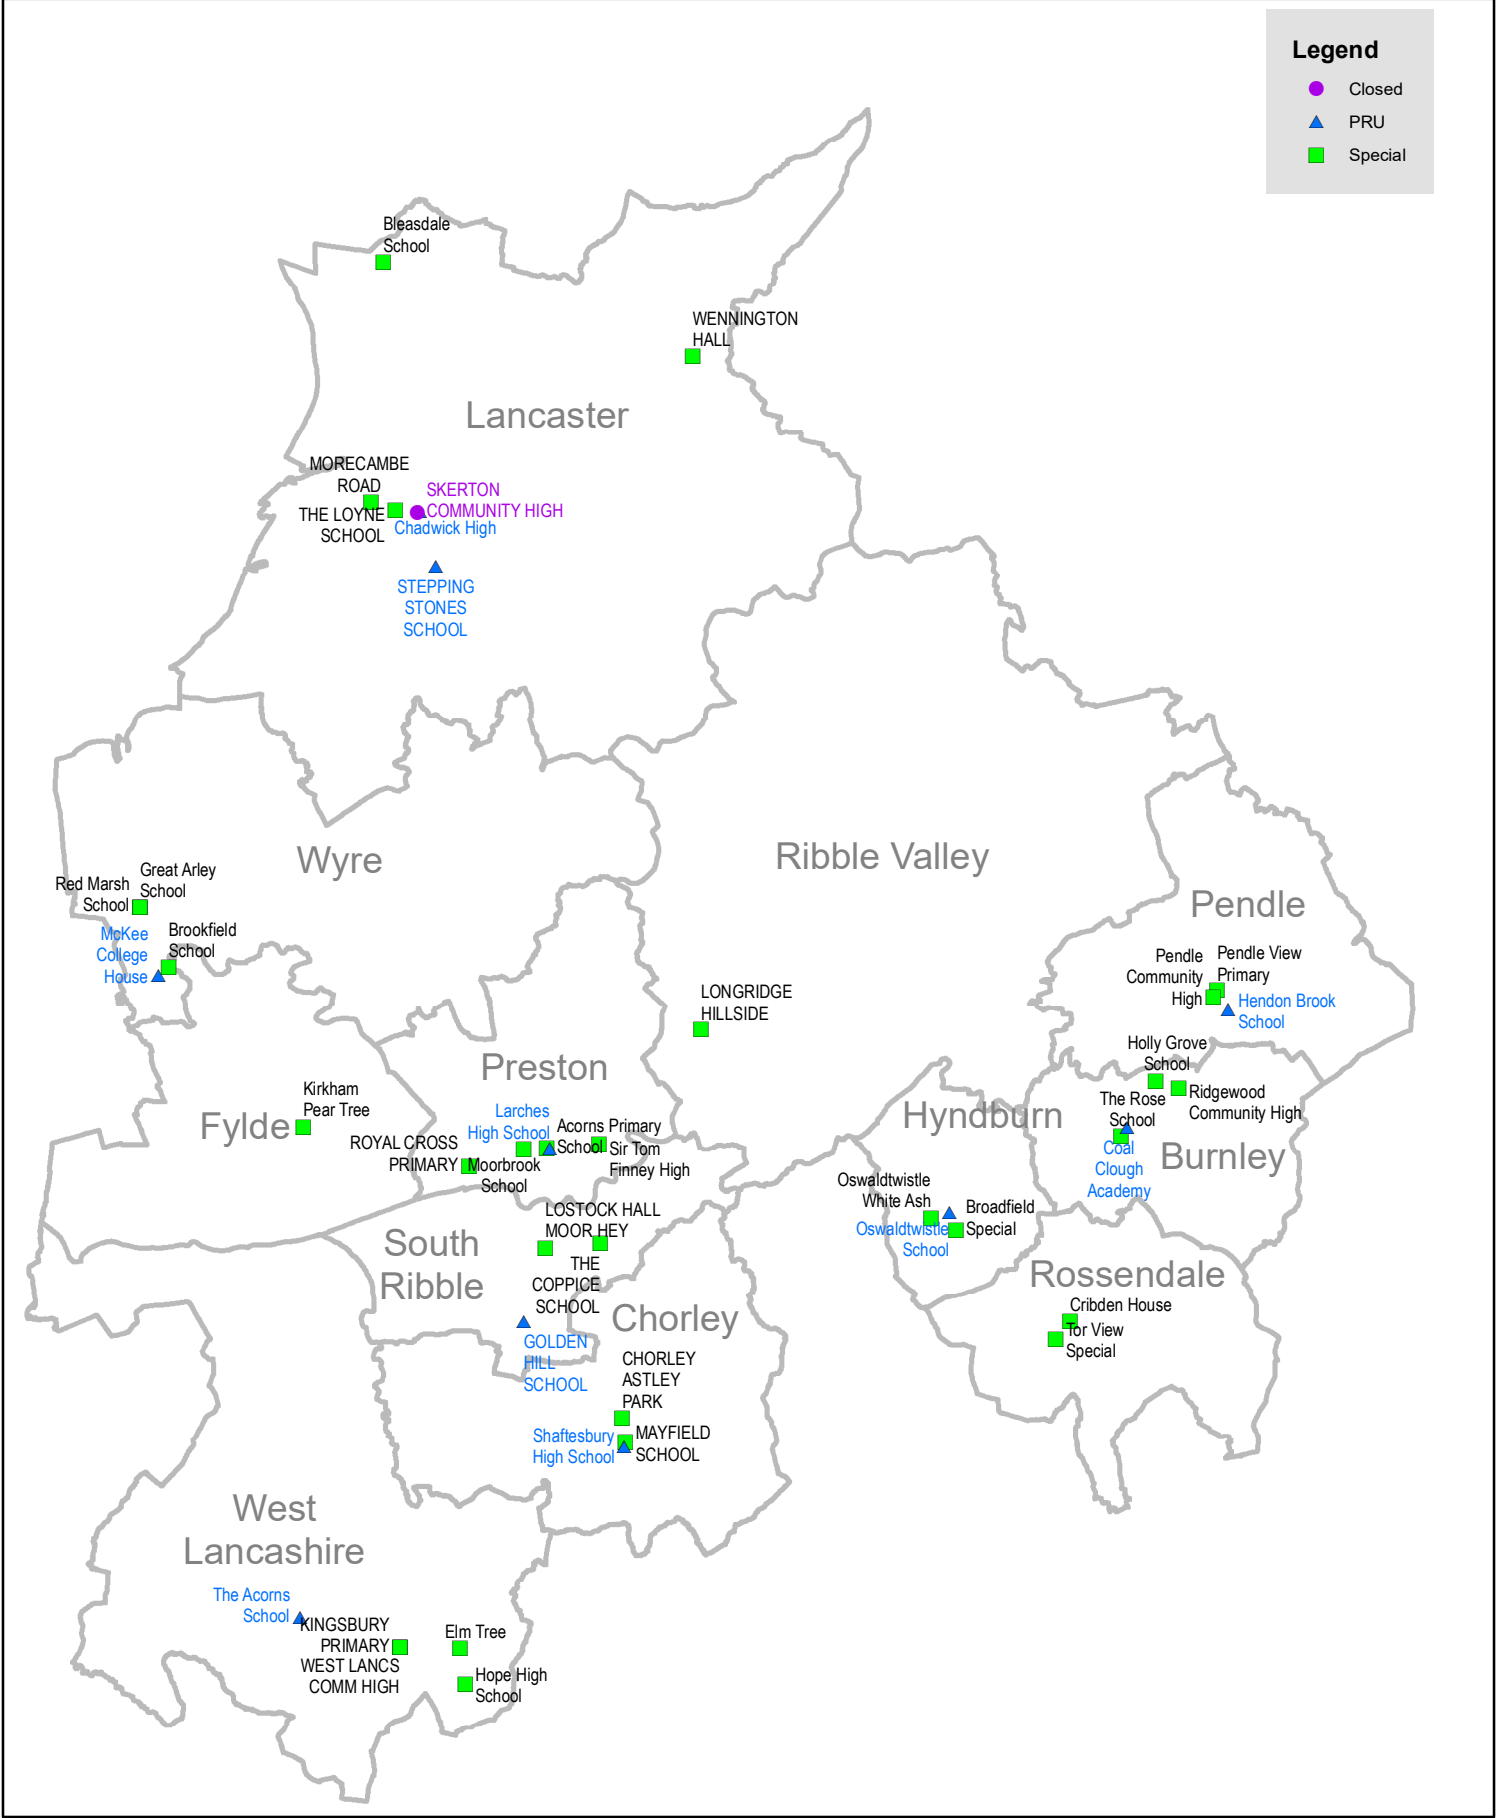 Legend
Closed
PRU
Special
Bleasdale
School
WENNINGTON
HALL
Lancaster
MORECAMBE
ROAD
SKERTON
COMMUNITY HIGH
THE LOYNE
SCHOOL
Chadwick High
STEPPING
STONES
SCHOOL
Wyre
Ribble Valley
Great Arley
School
Red Marsh
School
McKee
College
House
Brookfield
School
Pendle
Pendle
Community
High
Pendle View
Primary
Hendon Brook
School
LONGRIDGE
HILLSIDE
Holly Grove
School
Ridgewood
Community High
The Rose
School
Coal
Clough
Academy
Burnley
Hyndburn
Preston
Kirkham
Pear Tree
Fylde
Larches
High School
Acorns Primary
School
Sir Tom
Finney High
ROYAL CROSS
PRIMARY
Moorbrook
School
Oswaldtwistle
White Ash
Broadfield
Special
Oswaldtwistle
School
LOSTOCK HALL
MOOR HEY
South
Ribble
THE
COPPICE
SCHOOL
Rossendale
Cribden House
Tor View
Special
Chorley
GOLDEN
HILL
SCHOOL
CHORLEY
ASTLEY
PARK
Shaftesbury
High School
MAYFIELD
SCHOOL
West
Lancashire
The Acorns
School
KINGSBURY
PRIMARY
WEST LANCS
COMM HIGH
Elm Tree
Hope High
School